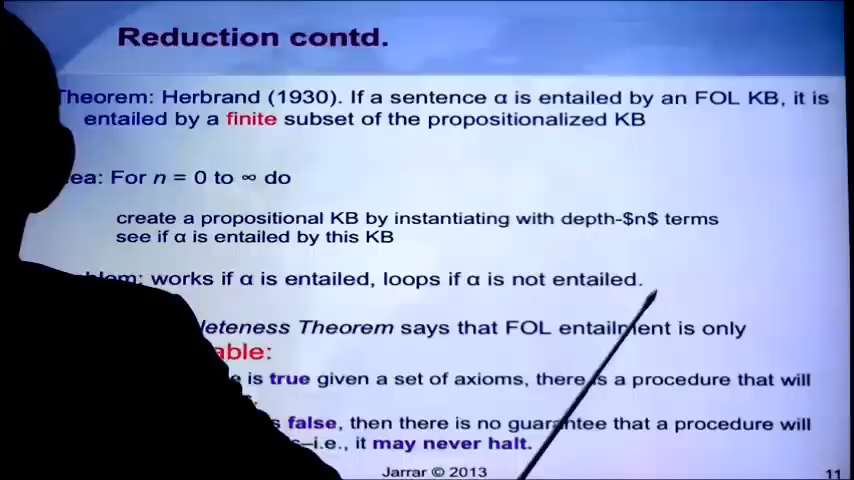 Reduction contd.
Theorem: Herbrand (1930). If a sentence α is entailed by an FOL KB, it is
entailed by a finite subset of the propositionalized KB
For n = 0 to ∞ do
create a propositional KB by instantiating with depth-$n$ terms
see if α is entailed by this KB
works if α is entailed, loops if α is not entailed.
Theorem says that FOL entailment is only
is true given a set of axioms, there is a procedure that will
false, then there is no guarantee that a procedure will
–i.e., it may never halt.
Jarrar © 2013
11